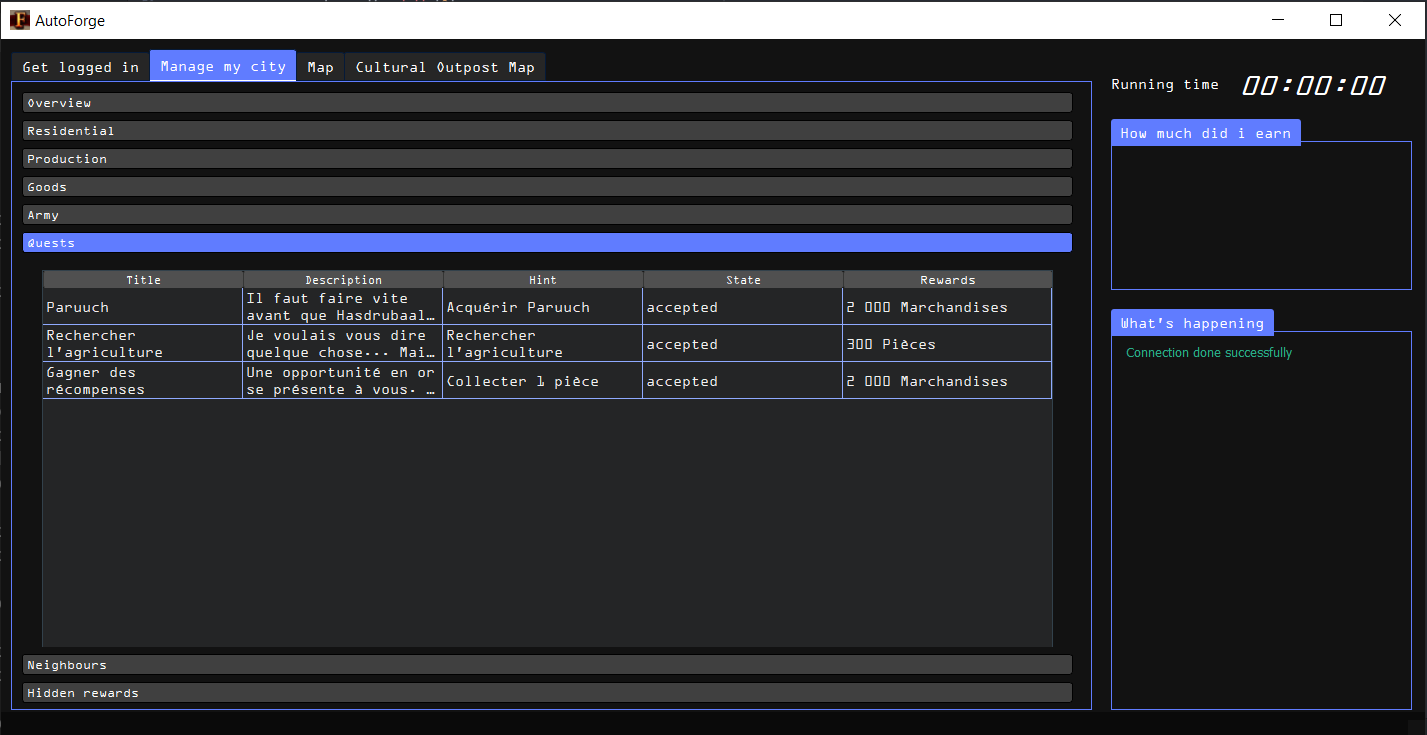 AutoForge
Get logged in
Manage my city
Map
Cultural Outpost Map
Running time
00:00:00
How much did i earn
What's happening
Connection done successfully
Overview
Residential
Production
Goods
Army
Quests
Title
Description
Hint
State
Rewards
Paruuch
Il faut faire vite
avant que Hasdrubaal…
Acquérir Paruuch
accepted
2 000 Marchandises
Rechercher
l'agriculture
Je voulais vous dire
quelque chose... Mai…
Rechercher
l'agriculture
accepted
300 Pièces
Gagner des
récompenses
Une opportunité en or
se présente à vous. …
Collecter 1 pièce
accepted
2 000 Marchandises
Neighbours
Hidden rewards